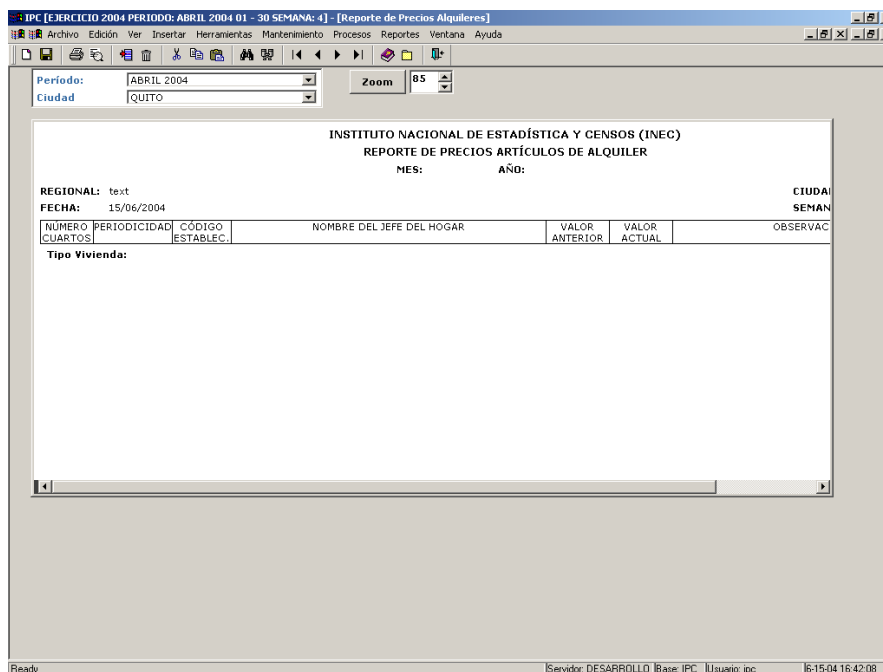 IPC [EJERCICIO 2004 PERIODO: ABRIL 2004 01 - 30 SEMANA: 4] - [Reporte de Precios Alquileres]
Archivo Edición Ver Insertar Herramientas Mantenimiento Procesos Reportes Ventana Ayuda
Período: ABRIL 2004 Zoom 85
Ciudad QUITO
INSTITUTO NACIONAL DE ESTADÍSTICA Y CENSOS (INEC)
REPORTE DE PRECIOS ARTÍCULOS DE ALQUILER
MES: AÑO:
REGIONAL: text CIUDA
FECHA: 15/06/2004 SEMAN
NÚMERO PERIODICIDAD CÓDIGO NOMBRE DEL JEFE DEL HOGAR VALOR VALOR OBSERVAC
CUARTOS ESTABLEC. ANTERIOR ACTUAL
Tipo Vivienda:
Ready Servidor: DESARROLLO Base: IPC Usuario: ipc 6-15-04 16:42:08